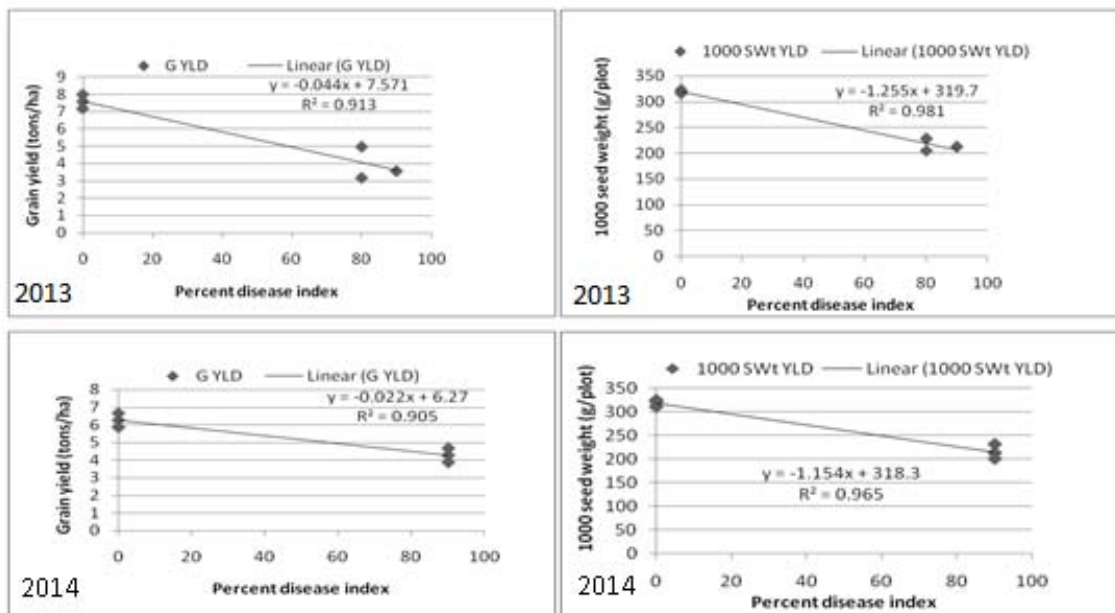 G YLD Linear (G YLD)
y = -0.044x + 7.571
R² = 0.913
Grain yield (tons/ha)
9
8
7
6
5
4
3
2
1
0
0 20 40 60 80 100
Percent disease index
2013
1000 SWt YLD Linear (1000 SWt YLD)
y = -1.255x + 319.7
R² = 0.981
1000 seed weight (g/plot)
350
300
250
200
150
100
50
0
0 20 40 60 80 100
Percent disease index
2013
G YLD Linear (G YLD)
y = -0.022x + 6.27
R² = 0.905
Grain yield (tons/ha)
8
7
6
5
4
3
2
1
0
0 20 40 60 80 100
Percent disease index
2014
1000 SWt YLD Linear (1000 SWt YLD)
1000 seed weight (g/plot)
350
300
250
200
150
100
50
0
y = -1.154x + 318.3
R² = 0.965
0 20 40 60 80 100
Percent disease index
2014